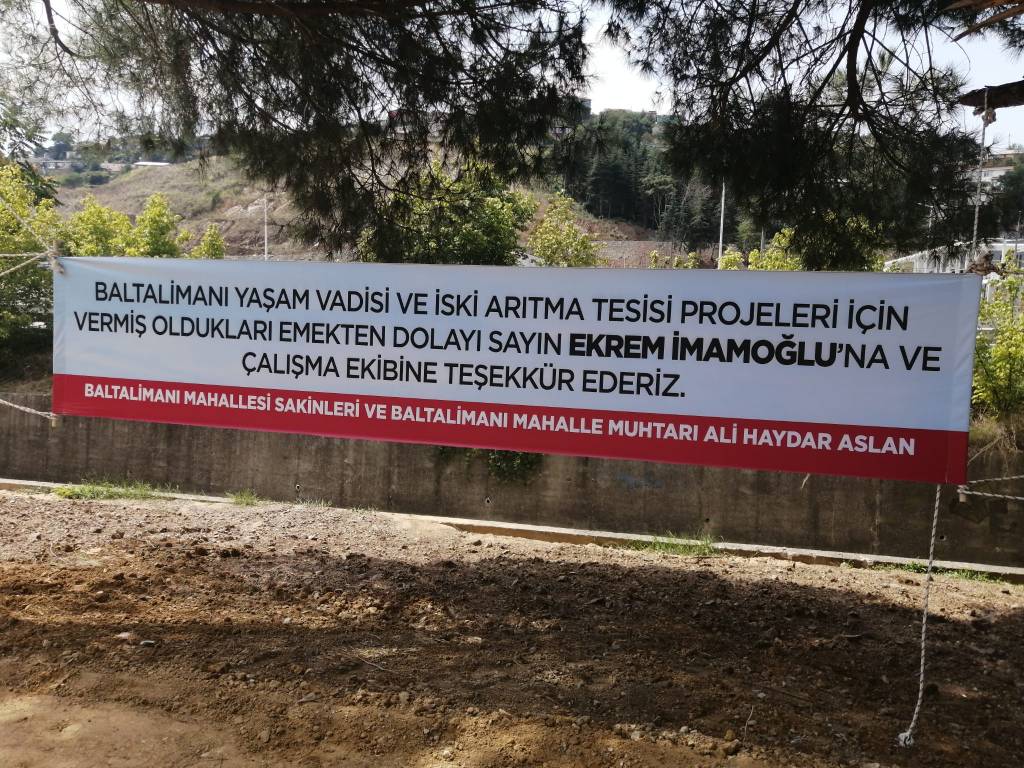 BALTALİMANI YAŞAM VADİSİ VE İSKİ ARITMA TESİSİ PROJELERİ İÇİN
VERMİŞ OLDUKLARI EMEKTEN DOLAYI SAYIN EKREM İMAMOĞLU'NA VE
ÇALIŞMA EKİBİNE TEŞEKKÜR EDERİZ.
BALTALİMANI MAHALLESİ SAKİNLERİ VE BALTALİMANI MAHALLE MUHTARI ALİ HAYDAR ASLAN